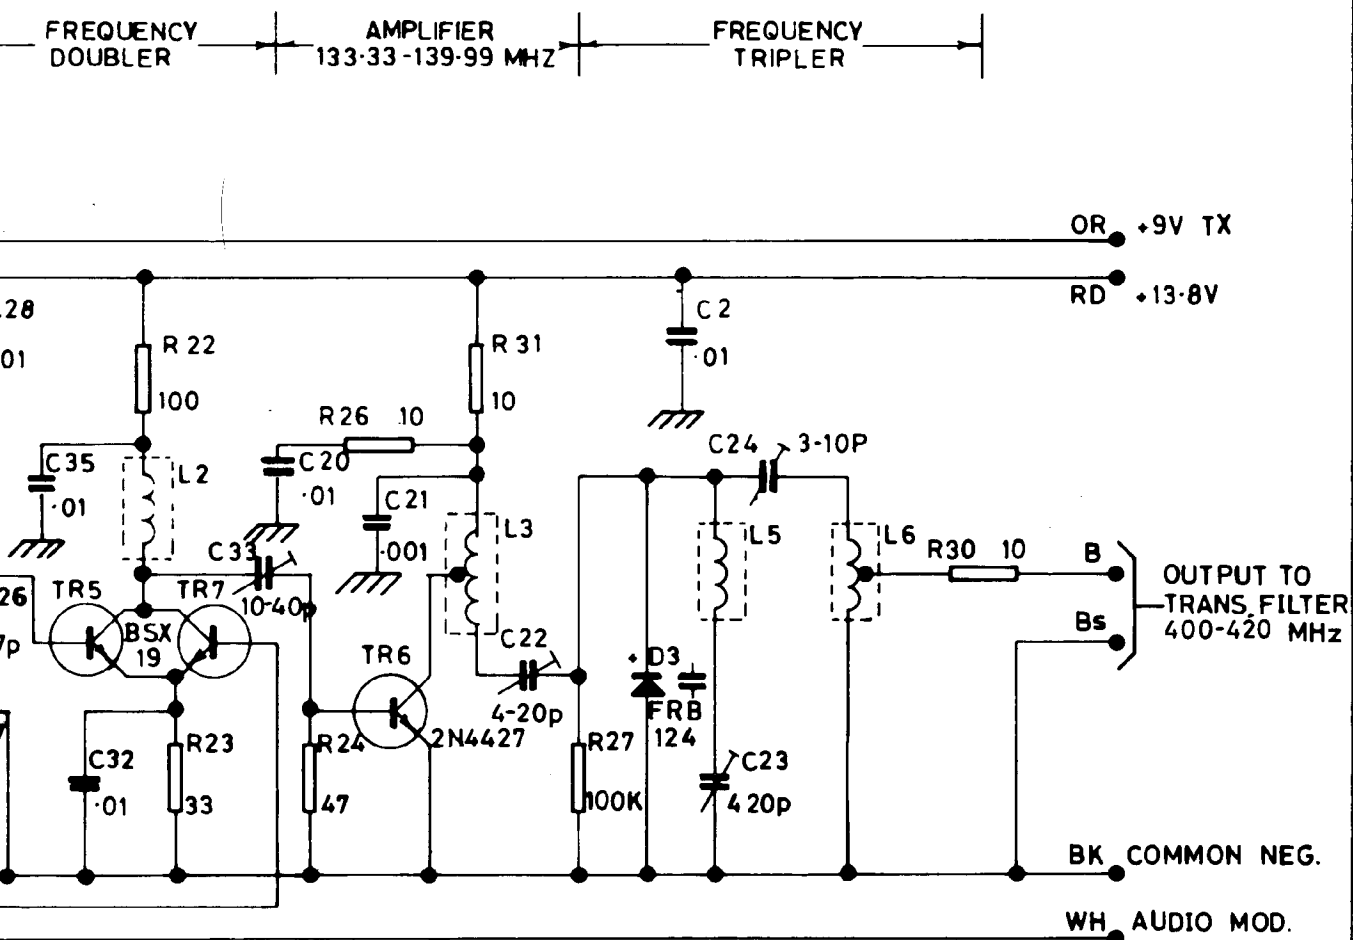 FREQUENCY
DOUBLER
AMPLIFIER
133·33-139·99 MHZ
FREQUENCY
TRIPLER
OR +9V TX
RD +13·8V
28
01
R 22
100
R 31
10
C 2
·01
R26 10
C35
·01
L2
C20
·01
C21
·001
L3
C24 3-10P
L5
L6
R30 10
B
Bs
OUTPUT TO
TRANS. FILTER
400-420 MHz
C33
10-40p
26
7p
TR5
TR7
BSX
19
TR6
2N4427
C22
4-20p
+ D3
FRB
124
C32
·01
R23
33
R24
47
R27
100K
C23
4 20p
BK COMMON NEG.
WH AUDIO MOD.